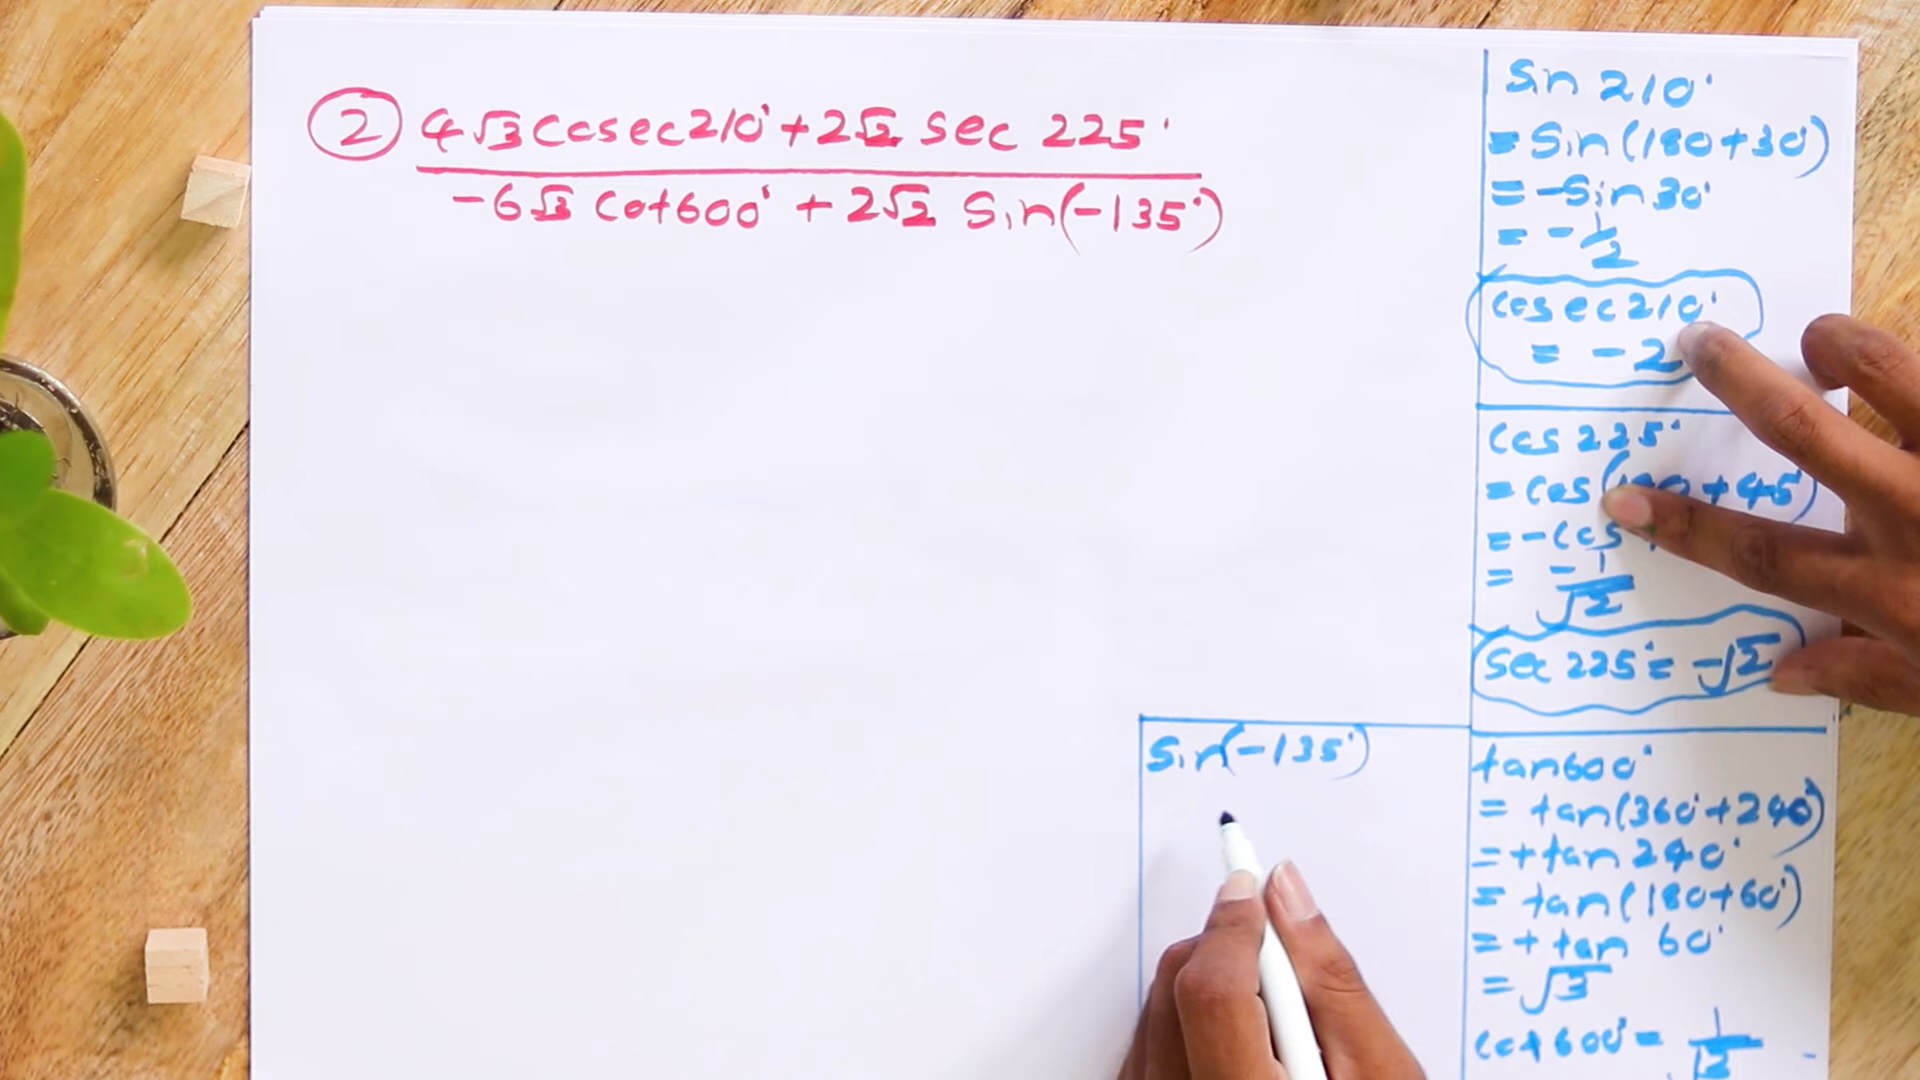 2 4√3 cosec210° + 2√2 sec 225°
-6√3 cot600° + 2√2 sin(-135°)
sin 210°
= sin(180+30°)
= -sin30°
= -1/2
cosec210°
= -2
cos 225°
= cos(180+45°)
= -cos
= -1/√2
sec 225° = -√2
sin(-135°)
tan600°
= tan(360°+240°)
= +tan 240°
= tan(180+60°)
= + tan 60°
= √3
cot600° = 1/√3